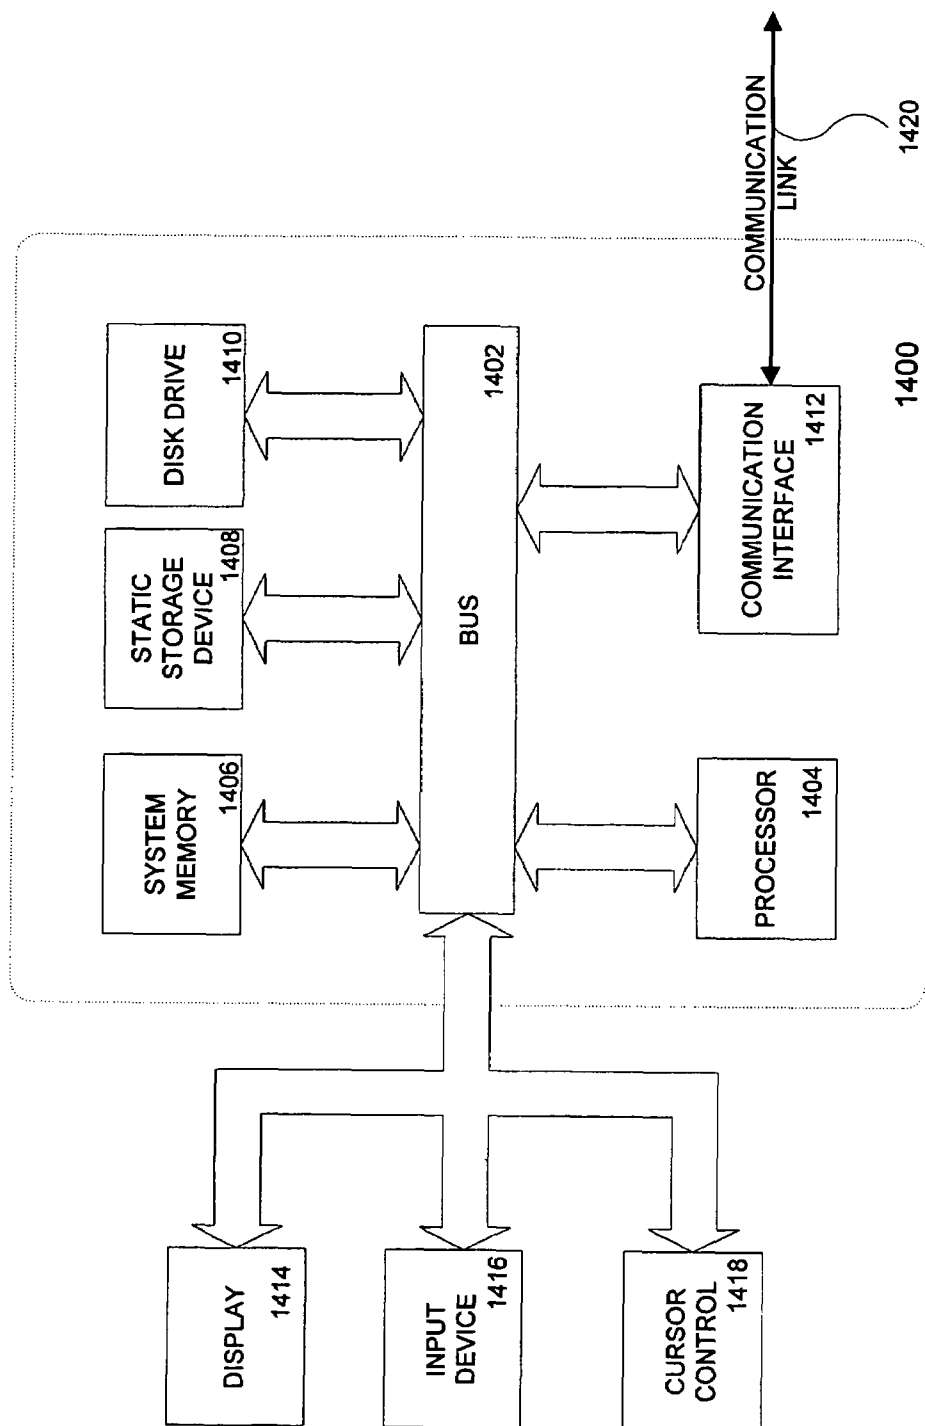 DISPLAY
1414
INPUT
DEVICE
1416
CURSOR
CONTROL
1418
SYSTEM
MEMORY
1406
STATIC
STORAGE
DEVICE
1408
DISK DRIVE
1410
BUS
1402
PROCESSOR
1404
COMMUNICATION
INTERFACE
1412
1400
COMMUNICATION
LINK
1420